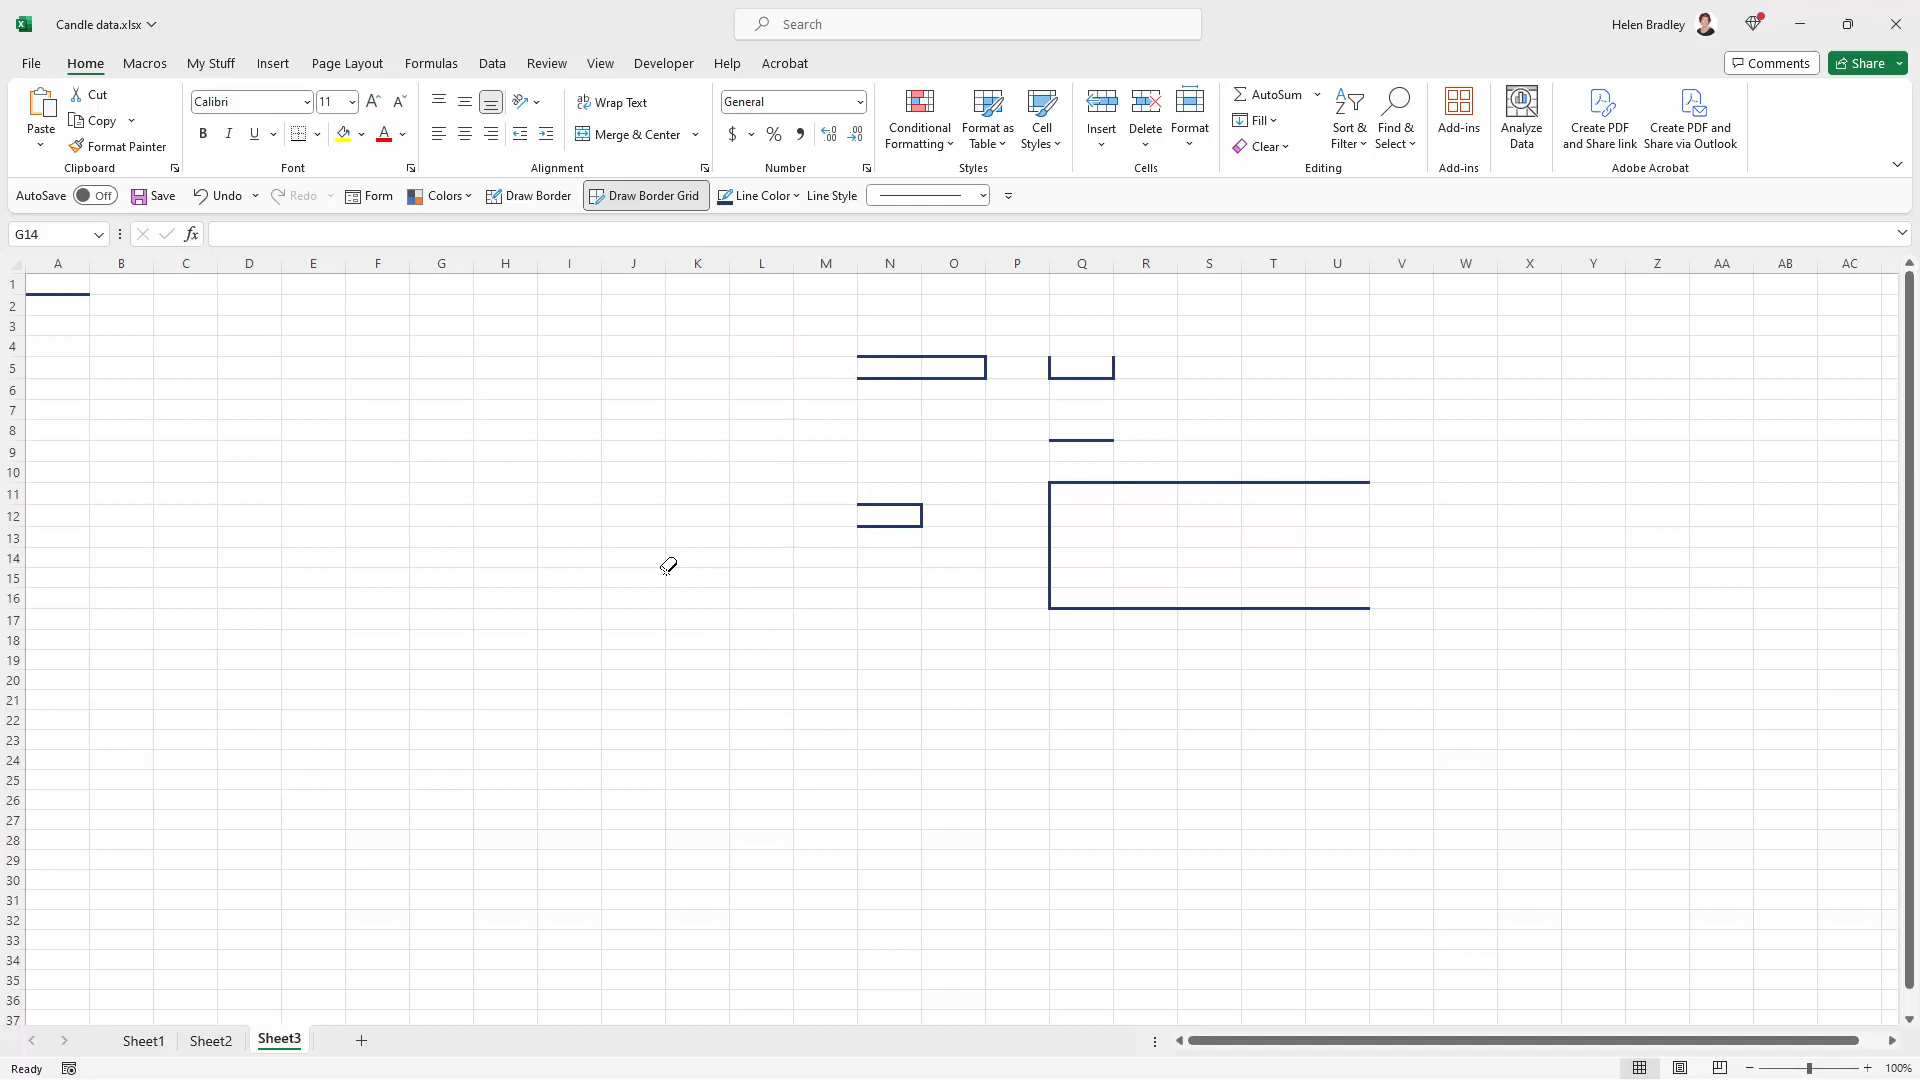 Candle data.xlsx
Search
Helen Bradley
File Home Macros My Stuff Insert Page Layout Formulas Data Review View Developer Help Acrobat
Comments
Share
Paste
Cut
Copy
Format Painter
Clipboard
Calibri 11
B I U A
Font
Wrap Text
Merge & Center
Alignment
General
$ % ,
Number
Conditional
Formatting
Format as
Table
Cell
Styles
Styles
Insert
Delete
Format
Cells
AutoSum
Fill
Clear
Sort &
Filter
Find &
Select
Editing
Add-ins
Add-ins
Analyze
Data
Create PDF
and Share link
Create PDF and
Share via Outlook
Adobe Acrobat
AutoSave Off Save Undo Redo Form Colors Draw Border Draw Border Grid Line Color Line Style
G14 fx
A B C D E F G H I J K L M N O P Q R S T U V W X Y Z AA AB AC
1
2
3
4
5
6
7
8
9
10
11
12
13
14
15
16
17
18
19
20
21
22
23
24
25
26
27
28
29
30
31
32
33
34
35
36
37
Sheet1 Sheet2 Sheet3
Ready
100%